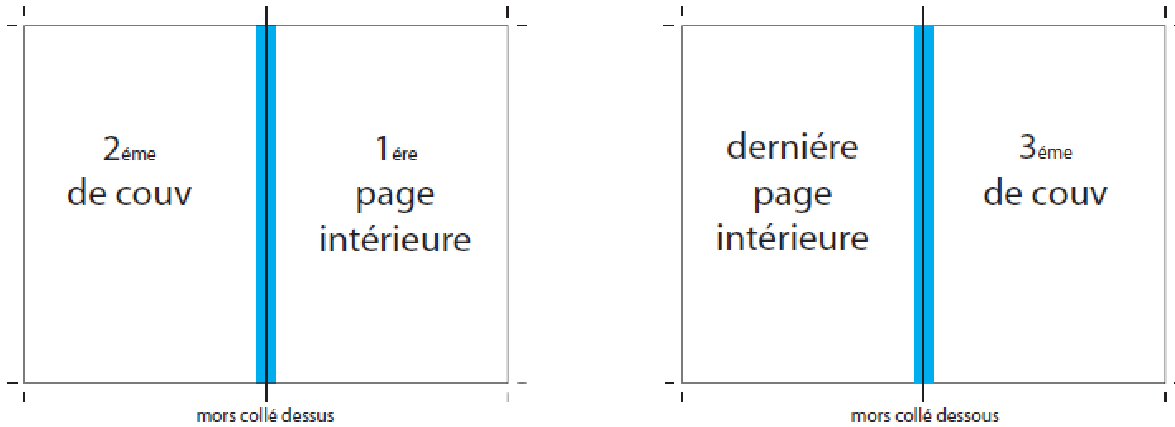 2éme
de couv
1ére
page
intérieure
mors collé dessus
derniére
page
intérieure
3éme
de couv
mors collé dessous